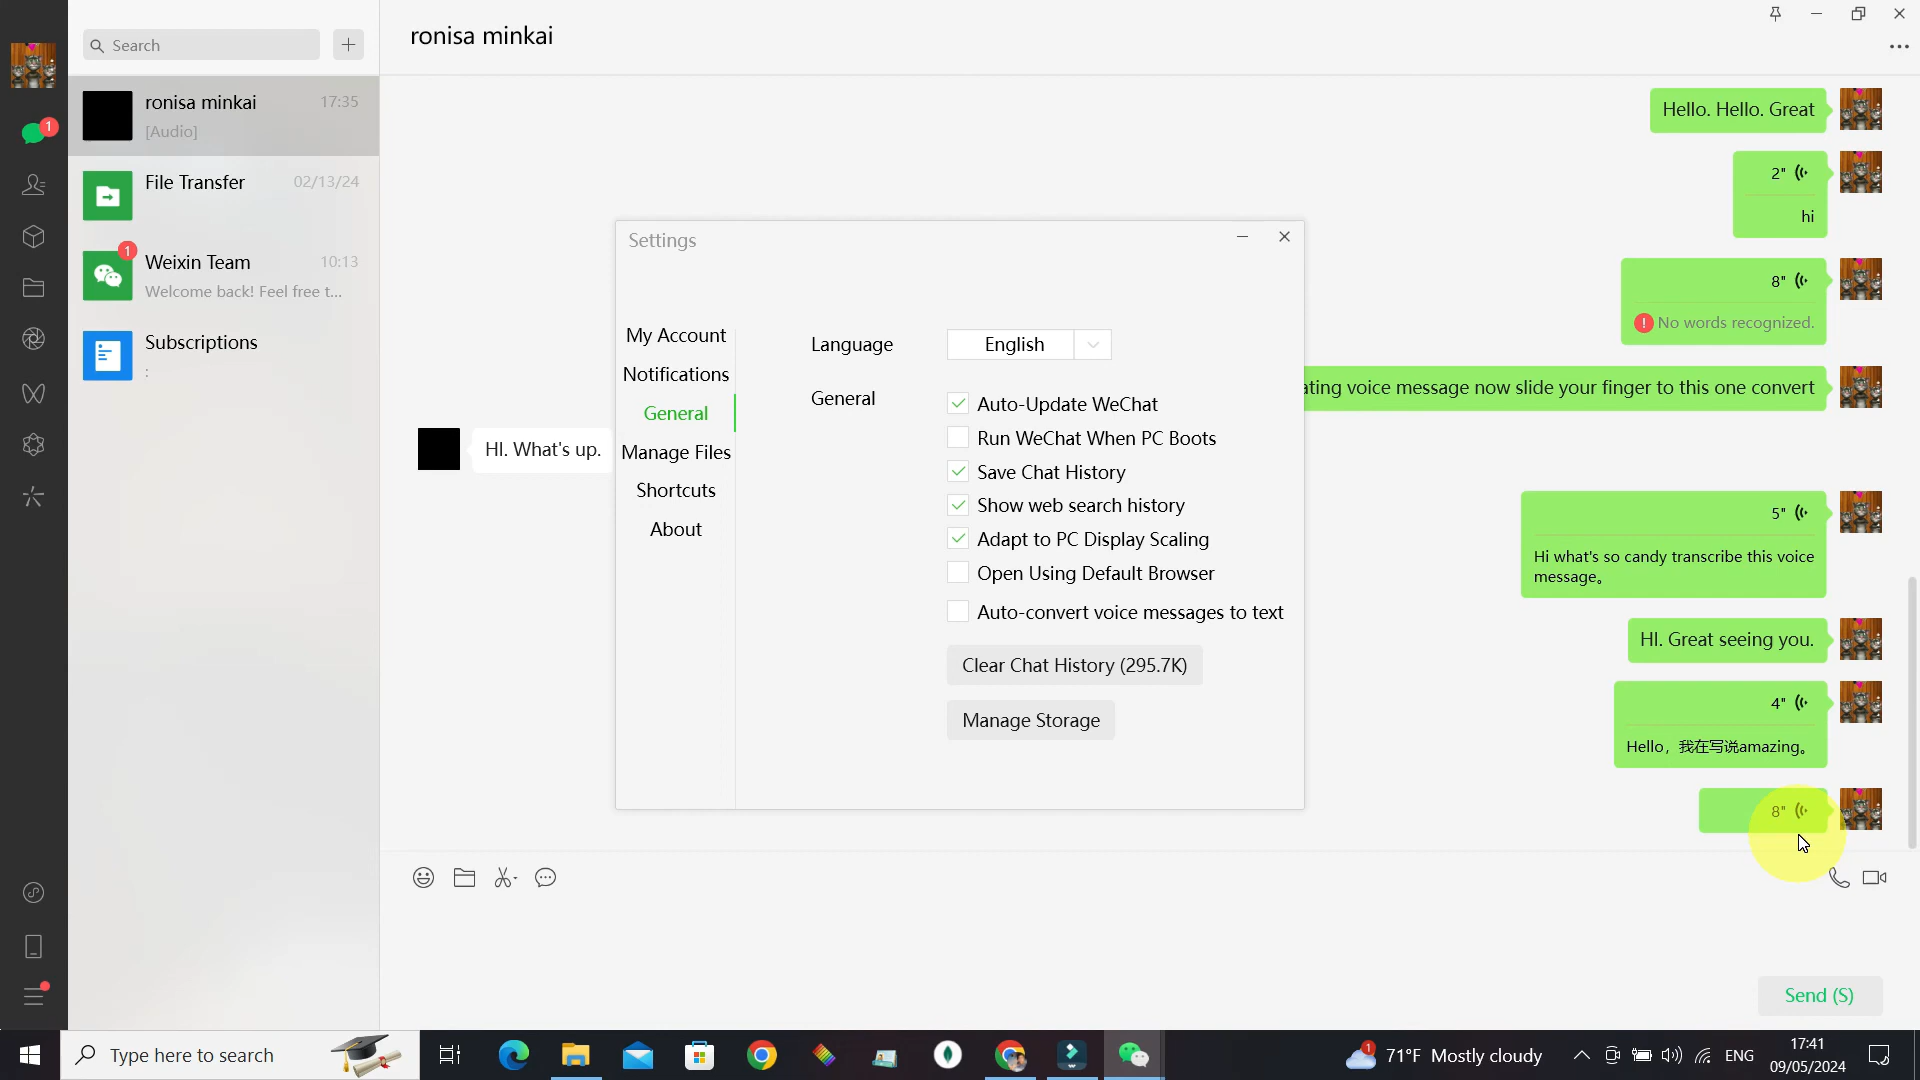 Search
+
ronisa minkai 17:35
[Audio]
File Transfer 02/13/24
1
Weixin Team 10:13
Welcome back! Feel free t...
Subscriptions
:
1
ronisa minkai
Hello. Hello. Great
2"
hi
8"
! No words recognized.
ating voice message now slide your finger to this one convert
HI. What's up.
5"
Hi what's so candy transcribe this voice
message。
HI. Great seeing you.
4"
Hello，我在写说amazing。
8"
Settings
My Account
Notifications
General
Manage Files
Shortcuts
About
Language English
General
Auto-Update WeChat
Run WeChat When PC Boots
Save Chat History
Show web search history
Adapt to PC Display Scaling
Open Using Default Browser
Auto-convert voice messages to text
Clear Chat History (295.7K)
Manage Storage
Send (S)
Type here to search
1
71°F Mostly cloudy
ENG
17:41
09/05/2024